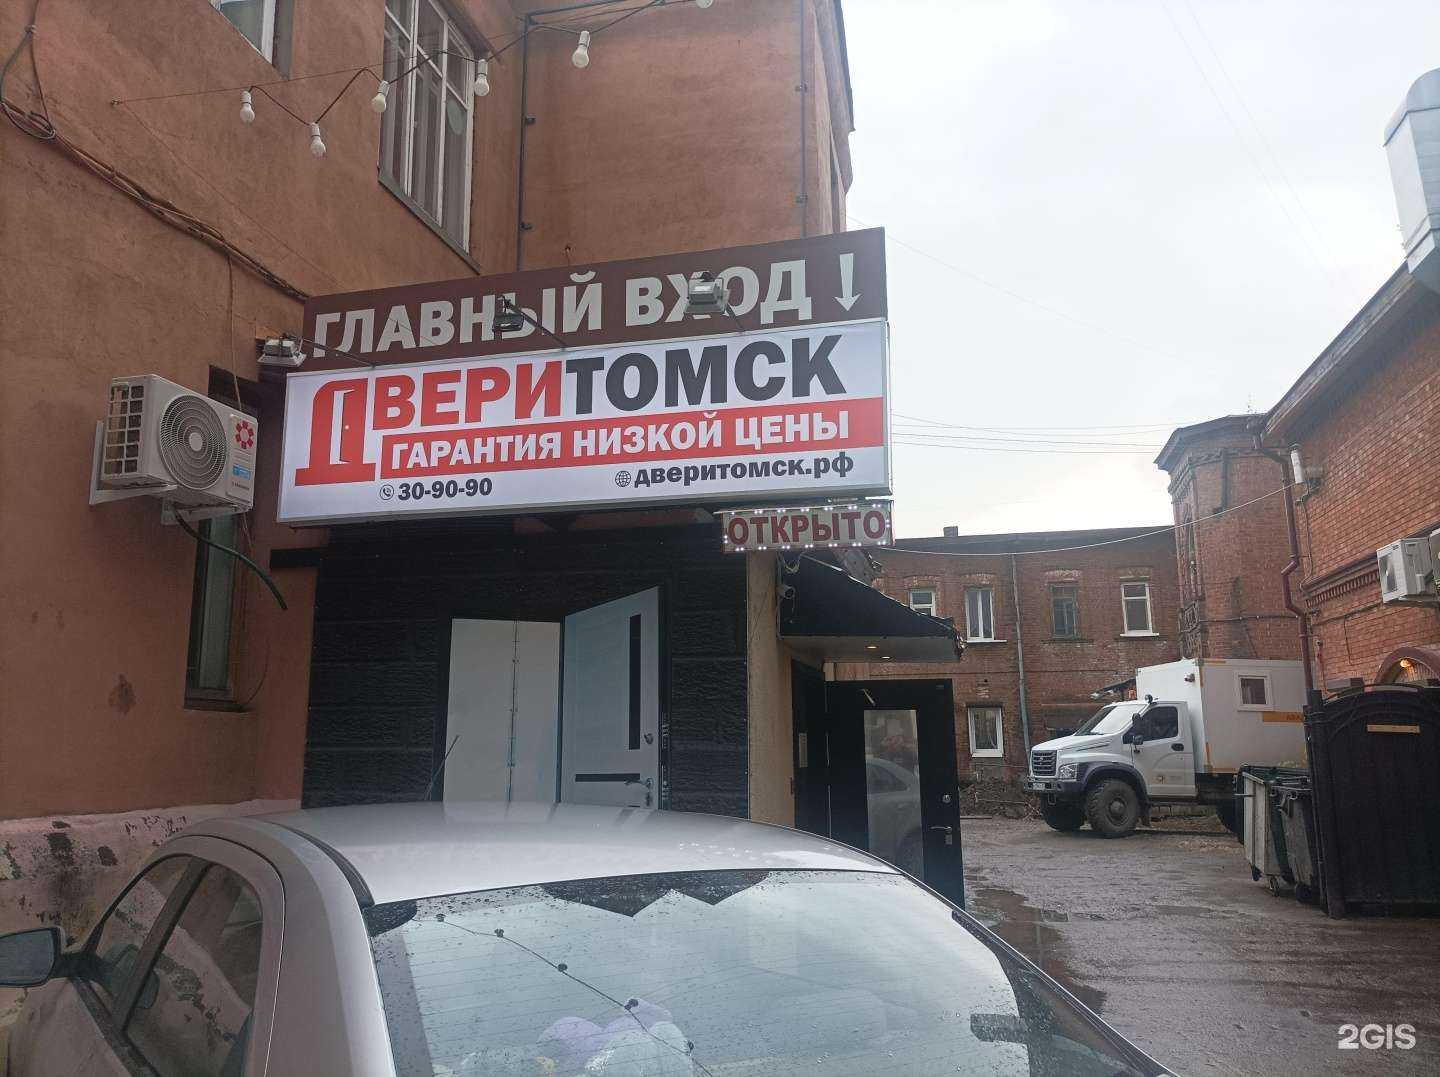 ГЛАВНЫЙ ВХОД ↓
ДВЕРИТОМСК
ГАРАНТИЯ НИЗКОЙ ЦЕНЫ
30-90-90
дверитомск.рф
ОТКРЫТО
2GIS